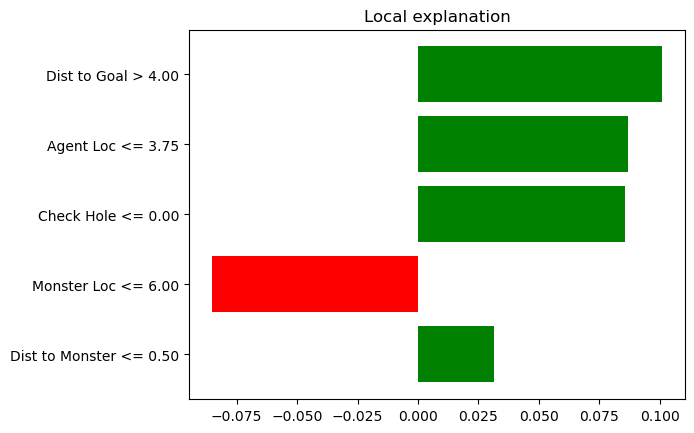 Local explanation
Dist to Goal > 4.00
Agent Loc <= 3.75
Check Hole <= 0.00
Monster Loc <= 6.00
Dist to Monster <= 0.50
−0.075 −0.050 −0.025 0.000 0.025 0.050 0.075 0.100